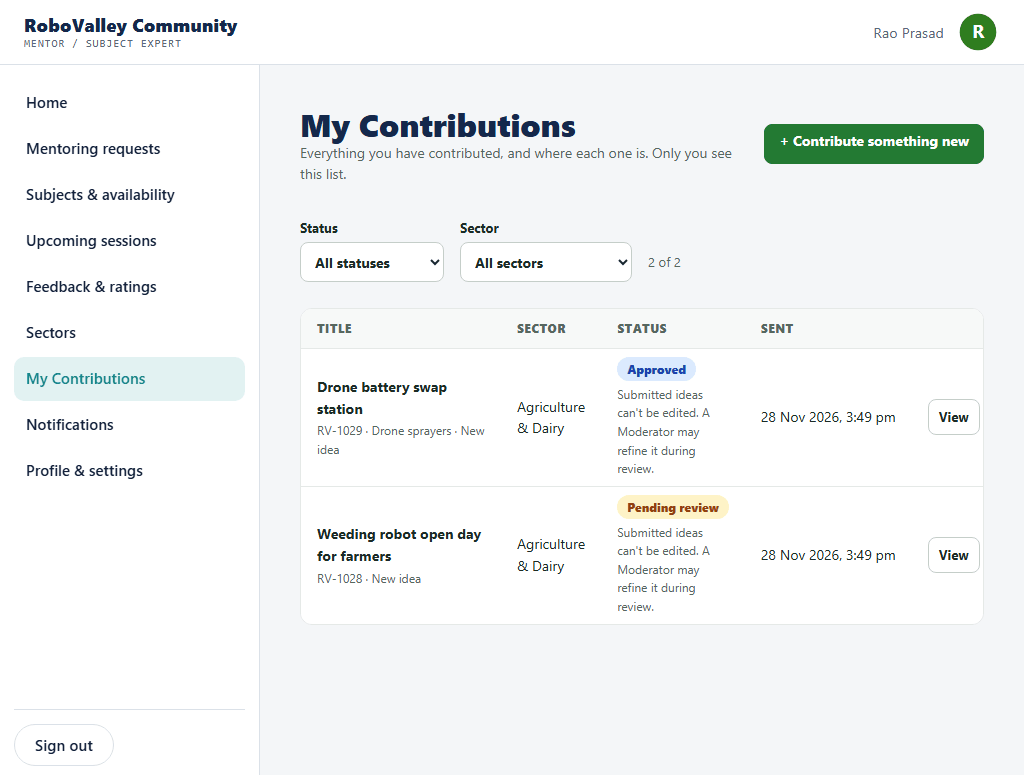 RoboValley Community
MENTOR / SUBJECT EXPERT
Rao Prasad
R
Home
Mentoring requests
Subjects & availability
Upcoming sessions
Feedback & ratings
Sectors
My Contributions
Notifications
Profile & settings
Sign out
My Contributions
Everything you have contributed, and where each one is. Only you see
this list.
+ Contribute something new
Status
Sector
All statuses
All sectors
2 of 2
TITLE
SECTOR
STATUS
SENT
Drone battery swap
station
RV-1029 · Drone sprayers · New
idea
Agriculture
& Dairy
Approved
Submitted ideas
can't be edited. A
Moderator may
refine it during
review.
28 Nov 2026, 3:49 pm
View
Weeding robot open day
for farmers
RV-1028 · New idea
Agriculture
& Dairy
Pending review
Submitted ideas
can't be edited. A
Moderator may
refine it during
review.
28 Nov 2026, 3:49 pm
View